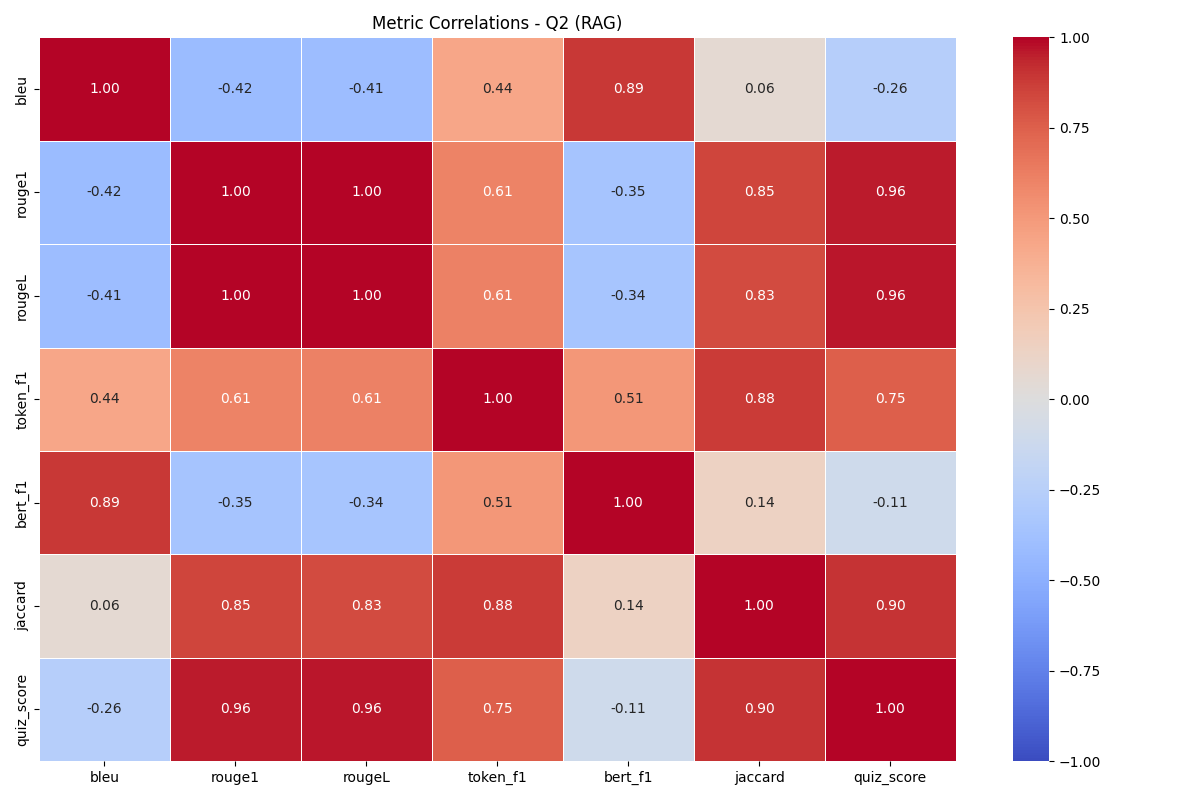 Metric Correlations - Q2 (RAG)
bleu 1.00 -0.42 -0.41 0.44 0.89 0.06 -0.26
rouge1 -0.42 1.00 1.00 0.61 -0.35 0.85 0.96
rougeL -0.41 1.00 1.00 0.61 -0.34 0.83 0.96
token_f1 0.44 0.61 0.61 1.00 0.51 0.88 0.75
bert_f1 0.89 -0.35 -0.34 0.51 1.00 0.14 -0.11
jaccard 0.06 0.85 0.83 0.88 0.14 1.00 0.90
quiz_score -0.26 0.96 0.96 0.75 -0.11 0.90 1.00
bleu rouge1 rougeL token_f1 bert_f1 jaccard quiz_score
1.00
0.75
0.50
0.25
0.00
−0.25
−0.50
−0.75
−1.00